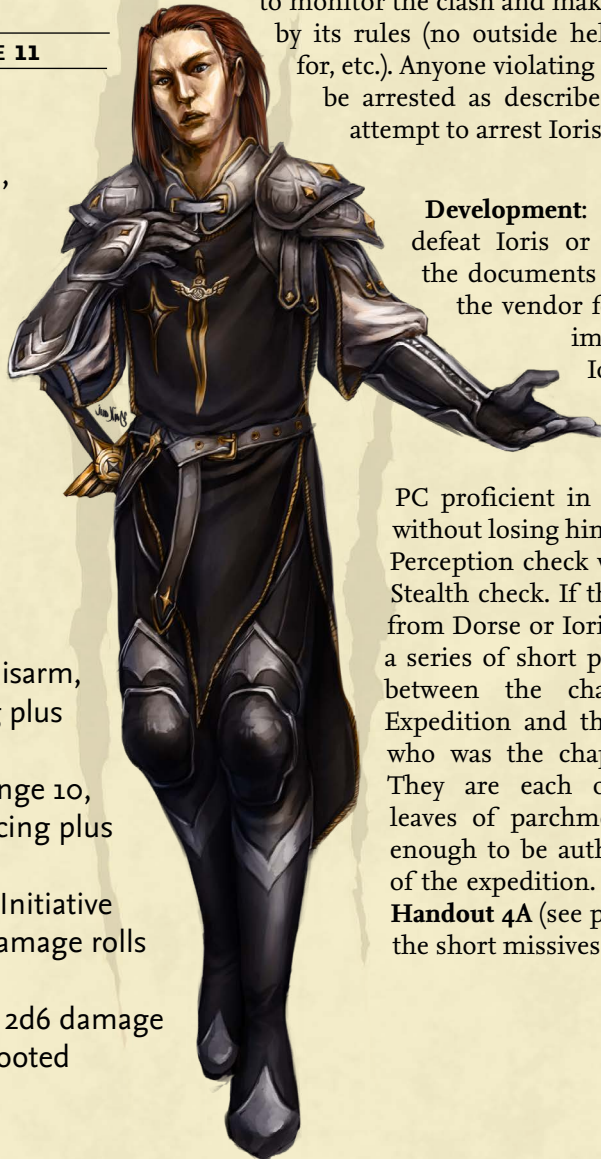 to monitor the clash and mak
by its rules (no outside hel
for, etc.). Anyone violating
be arrested as describe
attempt to arrest Ioris
Development:
defeat Ioris or
the documents
the vendor f
im
Io
PC proficient in
without losing him
Perception check v
Stealth check. If th
from Dorse or Iori
a series of short p
between the cha
Expedition and th
who was the chap
They are each o
leaves of parchme
enough to be auth
of the expedition.
Handout 4A (see p
the short missives
E 11
,
isarm,
g plus
nge 10,
cing plus
Initiative
amage rolls
2d6 damage
ooted